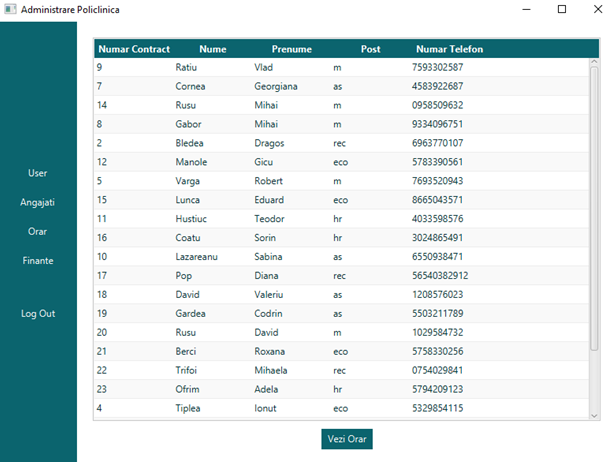 Administrare Policlinica
Numar Contract Nume Prenume Post Numar Telefon
9 Ratiu Vlad m 7593302587
7 Cornea Georgiana as 4583922687
14 Rusu Mihai m 0958509632
8 Gabor Mihai m 9334096751
2 Bledea Dragos rec 6963770107
12 Manole Gicu eco 5783390561
5 Varga Robert m 7693520943
15 Lunca Eduard eco 8665043571
11 Hustiuc Teodor hr 4033598576
16 Coatu Sorin hr 3024865491
10 Lazareanu Sabina as 6550938471
17 Pop Diana rec 56540382912
18 David Valeriu as 1208576023
19 Gardea Codrin as 5503211789
20 Rusu David m 1029584732
21 Berci Roxana eco 5758330256
22 Trifoi Mihaela rec 0754029841
23 Ofrim Adela hr 5794209123
4 Tiplea Ionut eco 5329854115
User
Angajati
Orar
Finante
Log Out
Vezi Orar